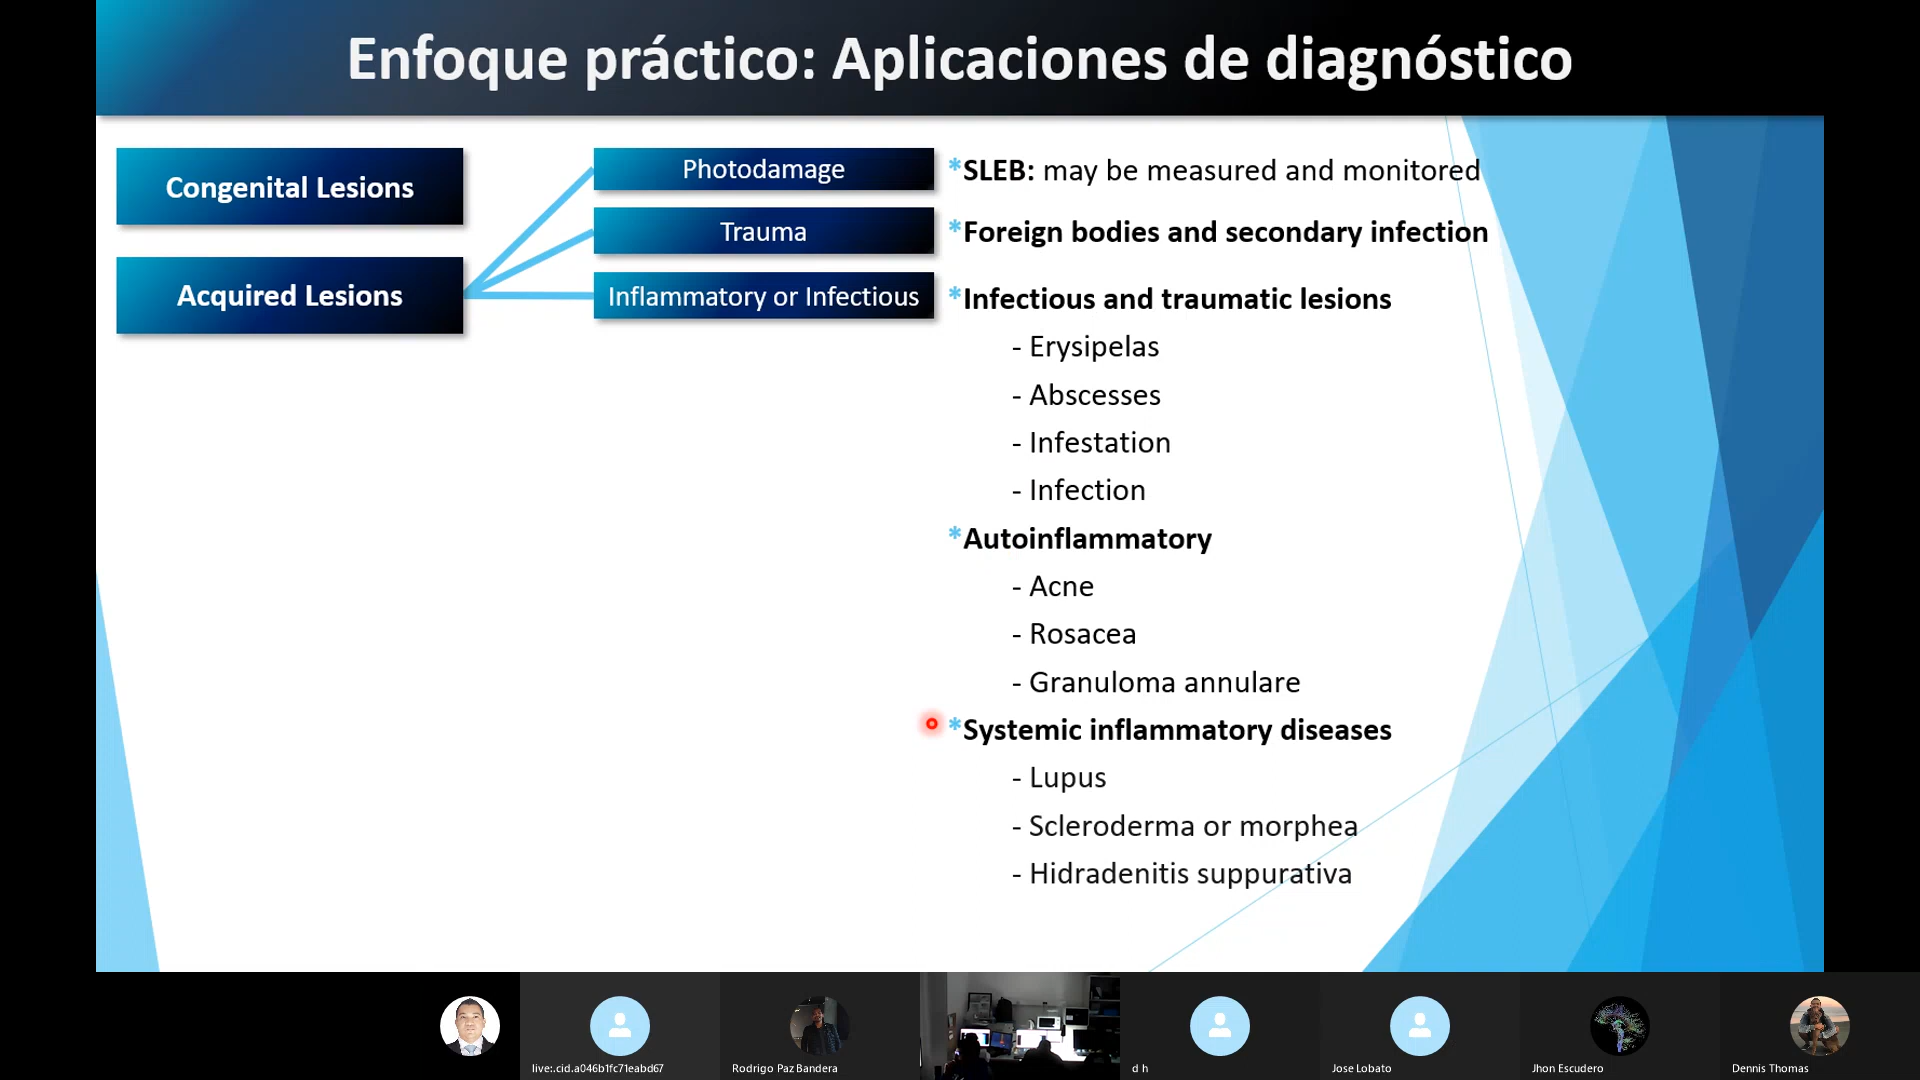 Enfoque práctico: Aplicaciones de diagnóstico
Congenital Lesions
Acquired Lesions
Photodamage
Trauma
Inflammatory or Infectious
*SLEB: may be measured and monitored
*Foreign bodies and secondary infection
*Infectious and traumatic lesions
- Erysipelas
- Abscesses
- Infestation
- Infection
*Autoinflammatory
- Acne
- Rosacea
- Granuloma annulare
*Systemic inflammatory diseases
- Lupus
- Scleroderma or morphea
- Hidradenitis suppurativa
live:.cid.a046b1fc71eabd67
Rodrigo Paz Bandera
d h
Jose Lobato
Jhon Escudero
Dennis Thomas